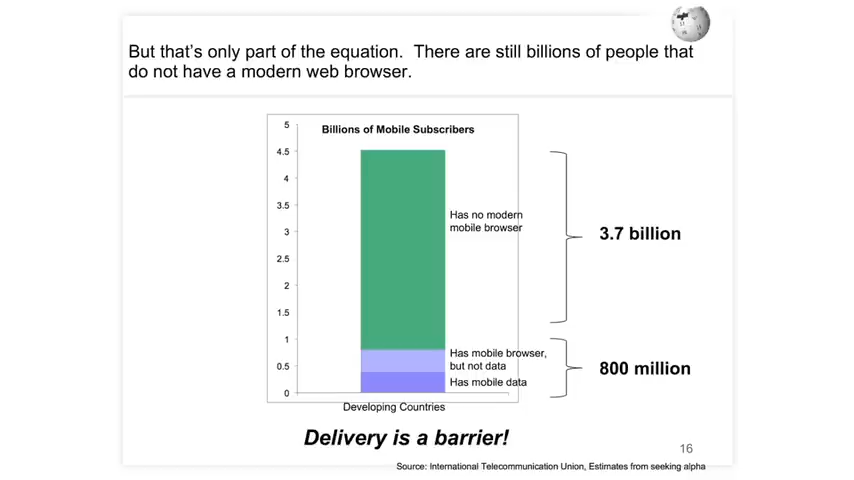 But that's only part of the equation.  There are still billions of people that
do not have a modern web browser.
Billions of Mobile Subscribers
5
4.5
4
3.5
3
2.5
2
1.5
1
0.5
0
Has no modern
mobile browser
3.7 billion
Has mobile browser,
but not data
Has mobile data
800 million
Developing Countries
Delivery is a barrier!
16
Source: International Telecommunication Union, Estimates from seeking alpha